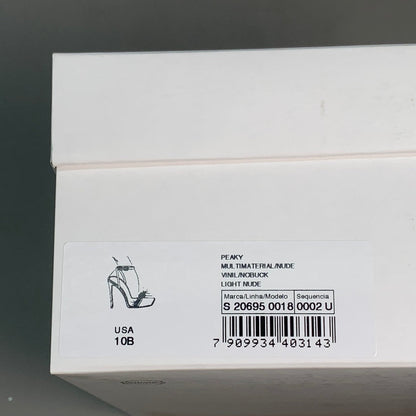 PEAKY
MULTIMATERIAL/NUDE
VINIL/NOBUCK
LIGHT NUDE
Marca/Linha/Modelo Sequencia
S 20695 0018 0002 U
USA
10B
7 909934 403143